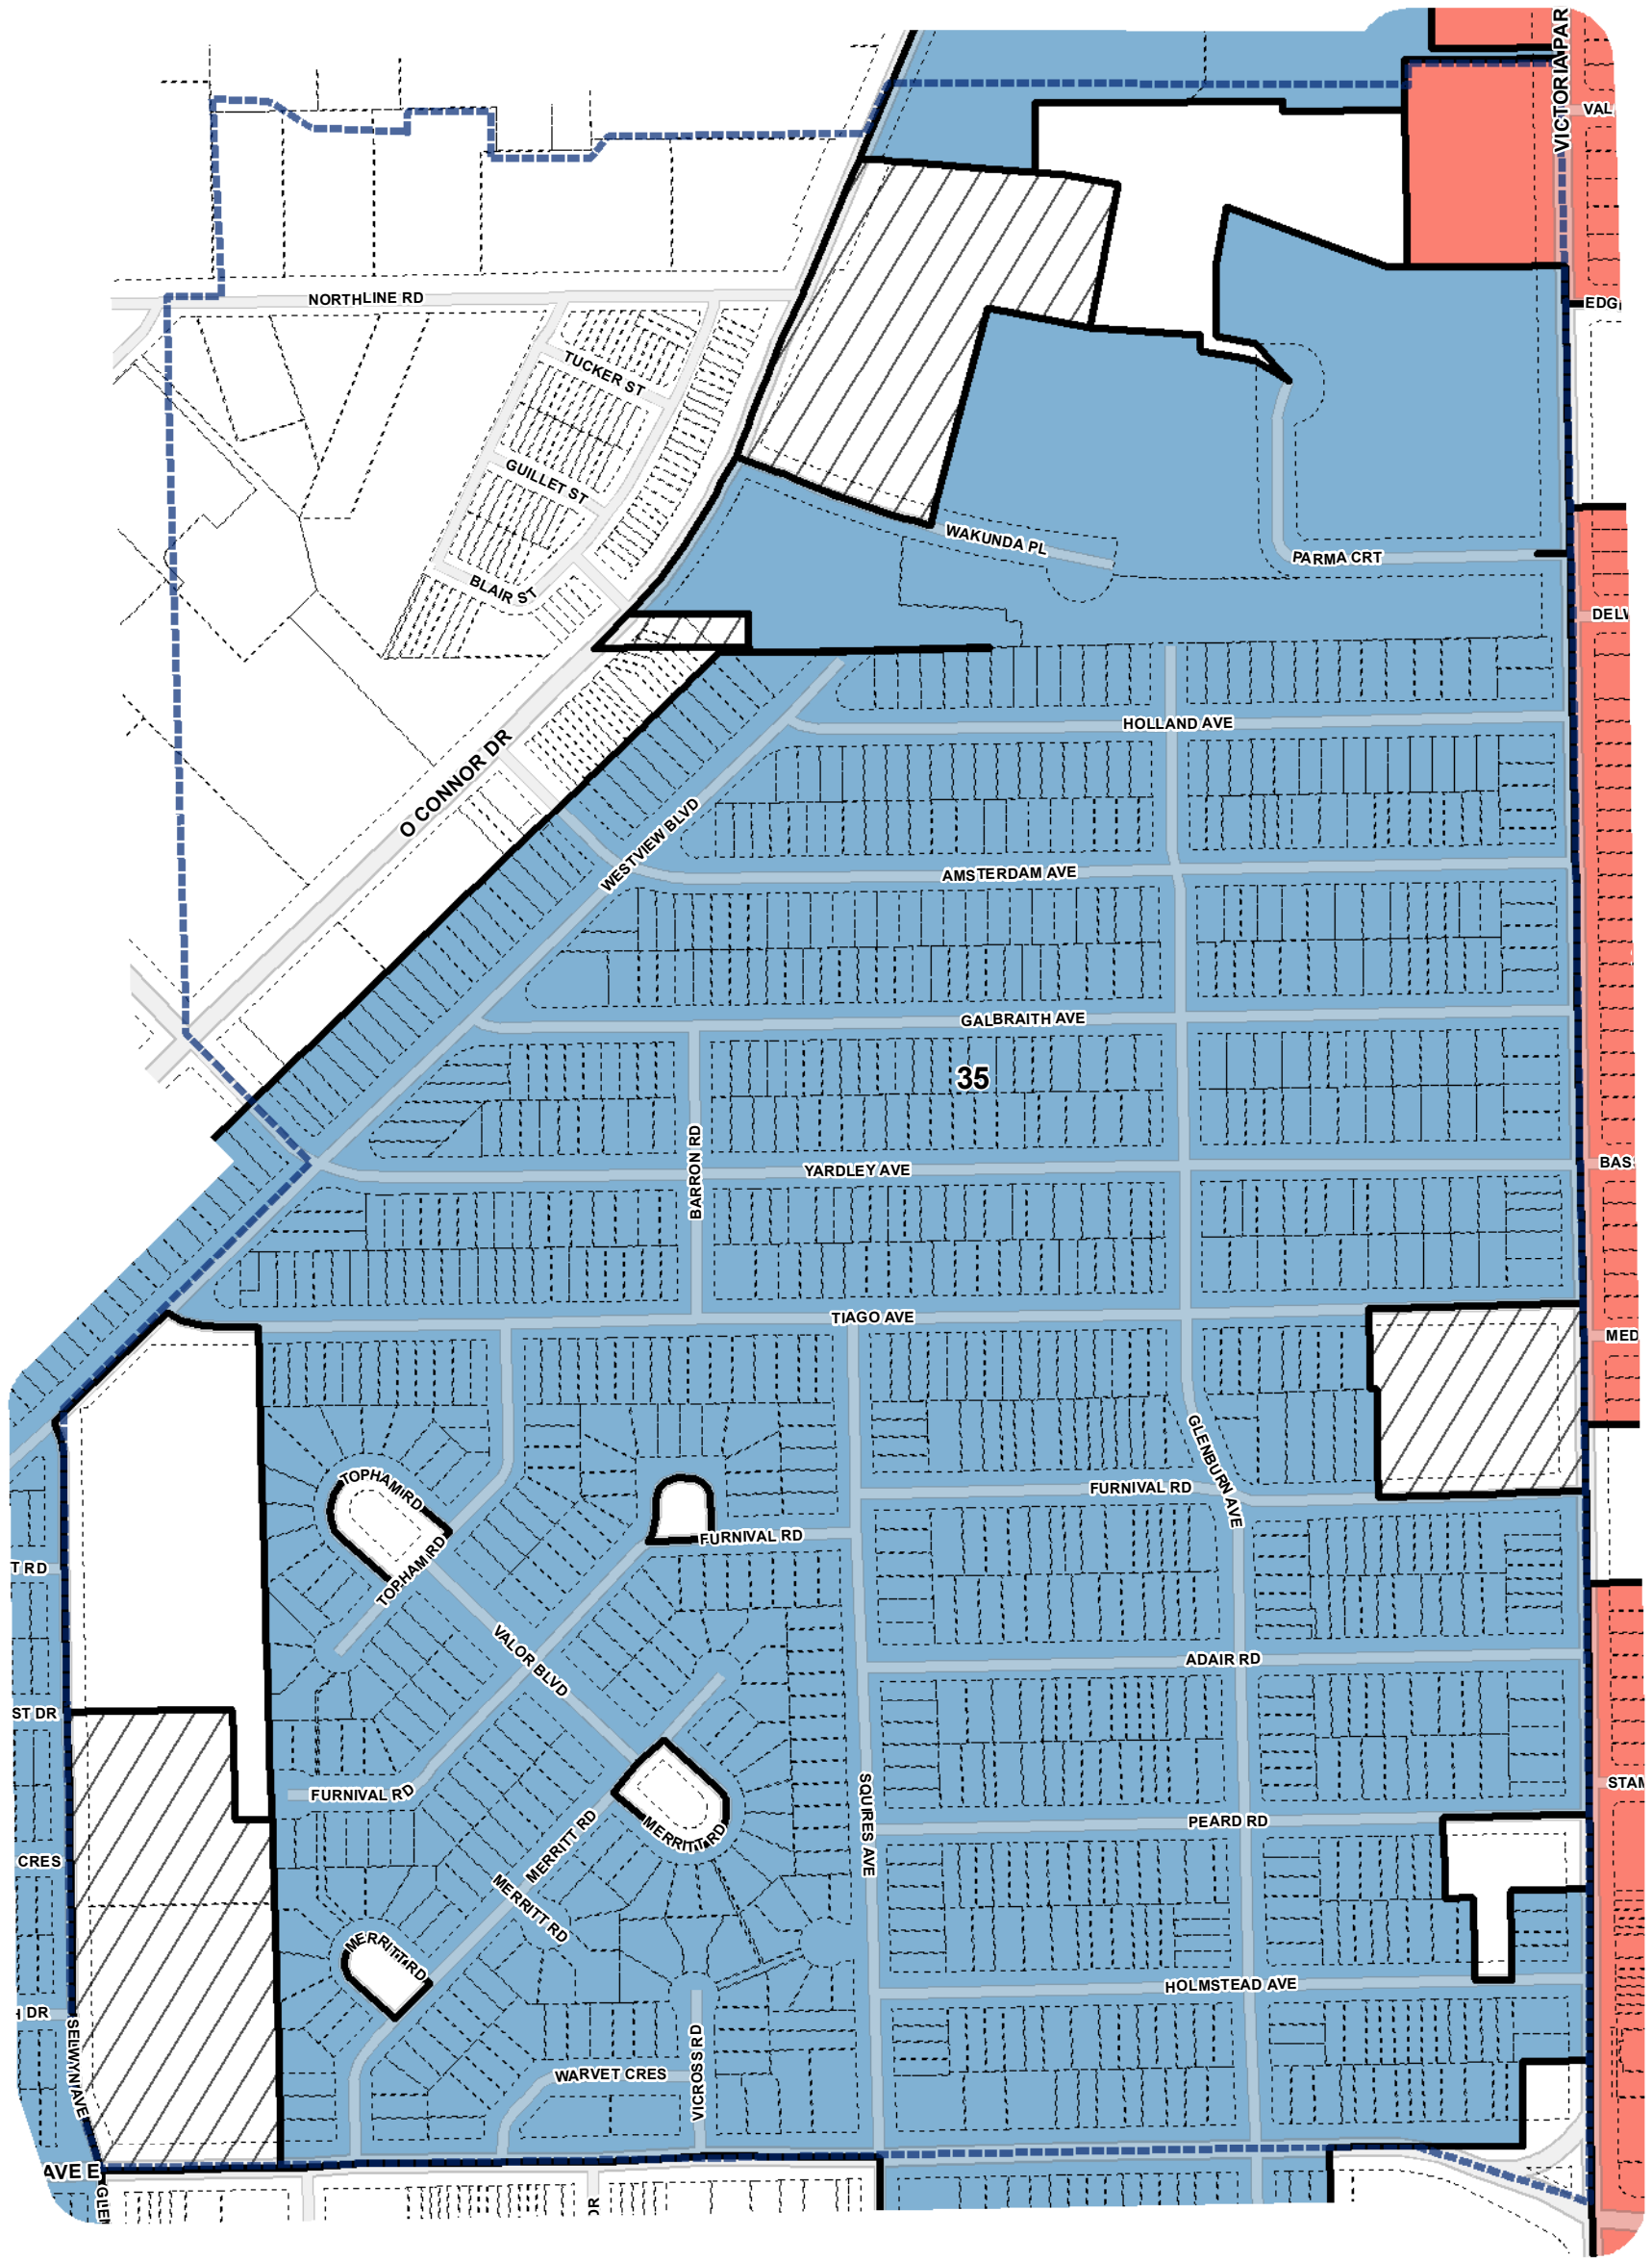 VICTORIA PAR
VAL
NORTHLINE RD
EDG
TUCKER ST
GUILLET ST
WAKUNDA PL
PARMA CRT
BLAIR ST
DELV
HOLLAND AVE
O CONNOR DR
WESTVIEW BLVD
AMSTERDAM AVE
GALBRAITH AVE
35
BARRON RD
YARDLEY AVE
BAS
TIAGO AVE
MED
TOPHAM RD
GLENBURN AVE
FURNIVAL RD
FURNIVAL RD
TOPHAM RD
T RD
VALOR BLVD
ADAIR RD
ST DR
STAN
FURNIVAL RD
SQUIRES AVE
PEARD RD
MERRITT RD
MERRITT RD
CRES
MERRITT RD
MERRITT RD
HOLMSTEAD AVE
H DR
SELWYN AVE
VICROSS RD
WARVET CRES
AVE E
GLEN